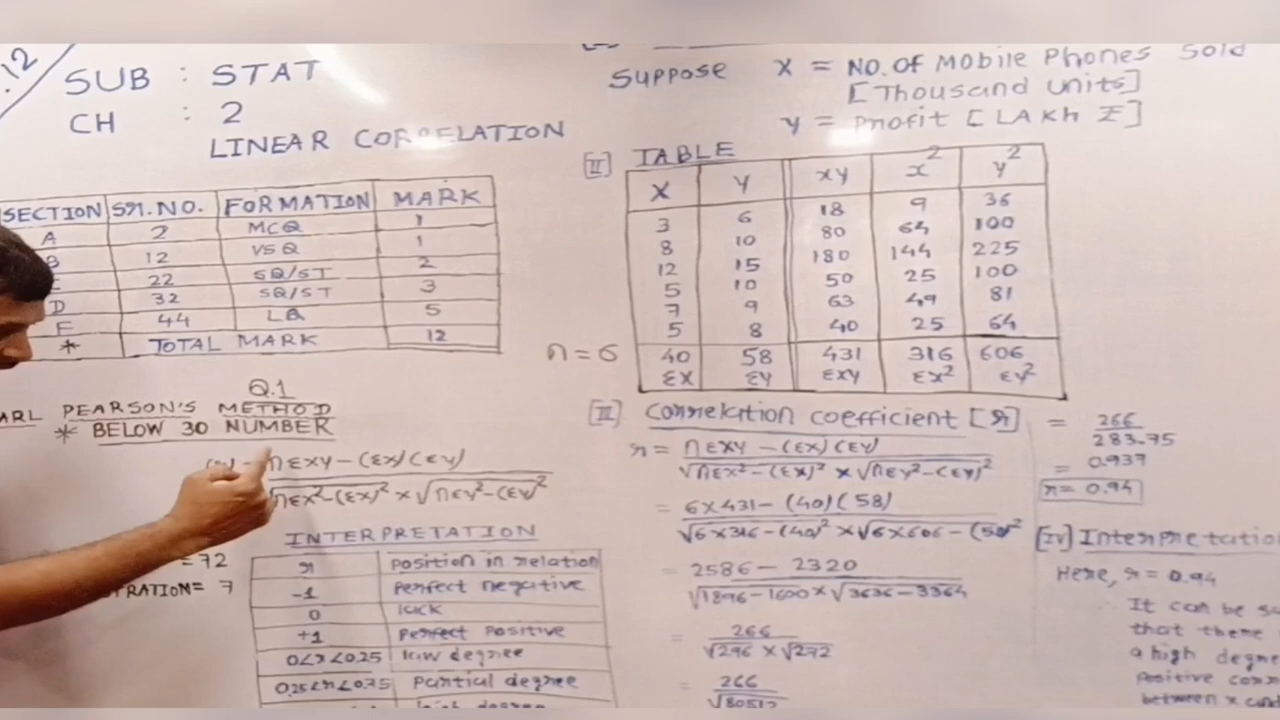 .12
SUB : STAT
CH : 2
LINEAR CORRELATION
SECTION SR.NO. FORMATION MARK
A 2 MCQ 1
B 12 VSQ 1
22 SQ/ST 2
D 32 SQ/ST 3
E 44 LQ 5
* TOTAL MARK 12
Q.1
ARL PEARSON'S METHOD
* BELOW 30 NUMBER
nΣXY - (ΣX)(ΣY)
nΣX² - (ΣX)² × √nΣY² - (ΣY)²
= 72
TRATION = 7
INTERPRETATION
r Position in relation
-1 Perfect negative
0 lack
+1 Perfect Positive
0<r<0.25 law degree
0.25<r<0.75 Partial degree
Suppose X = NO. OF Mobile Phones Sold
[Thousand Units]
Y = Profit [LAKH ₹]
[II] TABLE
X Y XY X² Y²
3 6 18 9 36
8 10 80 64 100
12 15 180 144 225
5 10 50 25 100
7 9 63 49 81
5 8 40 25 64
n = 6 40 58 431 316 606
ΣX ΣY ΣXY ΣX² ΣY²
[III] Correlation coefficient [r]
r = nΣXY - (ΣX)(ΣY)
√nΣX² - (ΣX)² × √nΣY² - (ΣY)²
= 6×431 - (40)(58)
√6×316 - (40)² × √6×606 - (58)²
= 2586 - 2320
√1896 - 1600 × √3636 - 3364
= 266
√296 × √272
= 266
√80512
= 266
283.75
= 0.937
r = 0.94
[IV] Interpretatio
Here, r = 0.94
It can be s
that there
a high degre
Positive corr
between x and